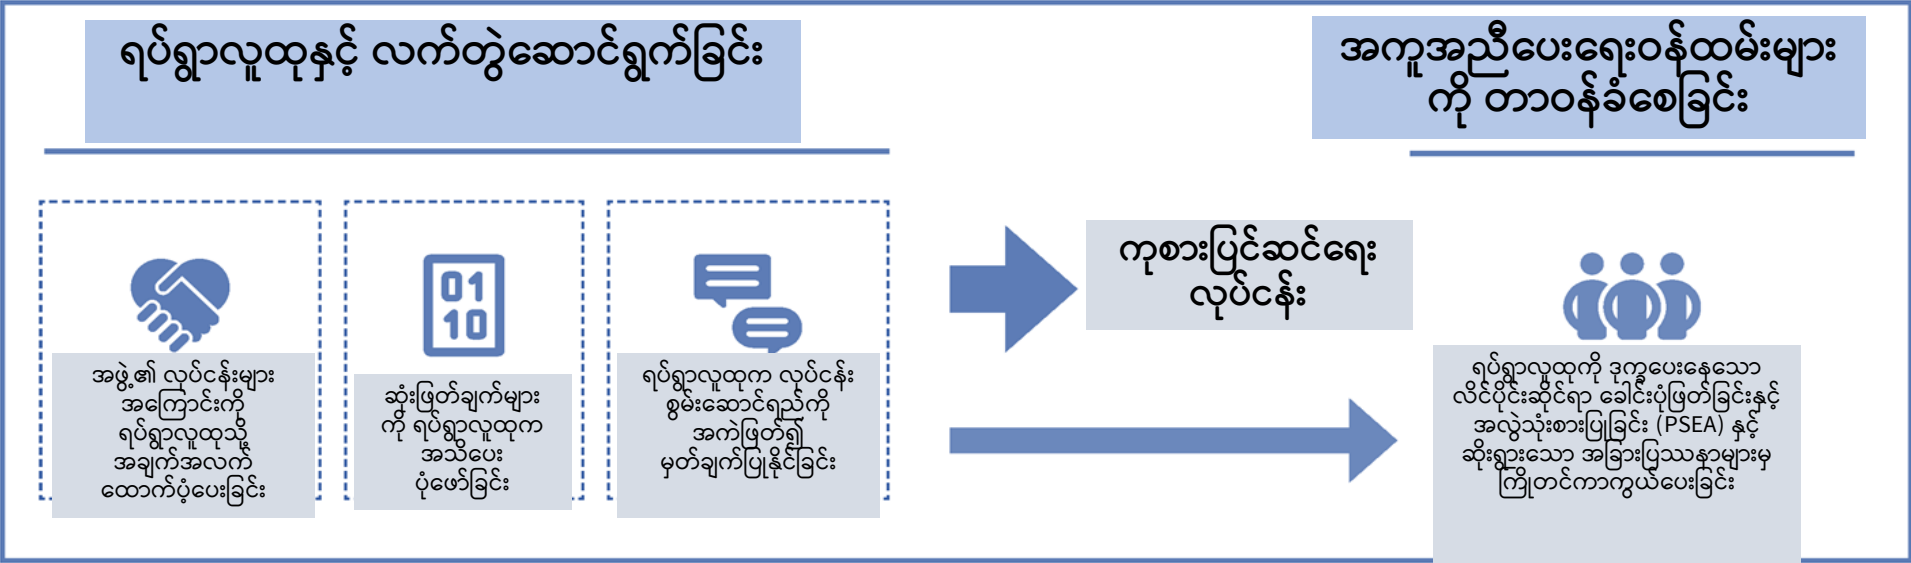 ရပ်ရွာလူထုနှင့် လက်တွဲဆောင်ရွက်ခြင်း
အကူအညီပေးရေးဝန်ထမ်းများ
ကို တာဝန်ခံစေခြင်း
01
10
အဖွဲ့၏ လုပ်ငန်းများ
အကြောင်းကို
ရပ်ရွာလူထုသို့
အချက်အလက်
ထောက်ပံ့ပေးခြင်း
ဆုံးဖြတ်ချက်များ
ကို ရပ်ရွာလူထုက
အသိပေး
ပုံဖော်ခြင်း
ရပ်ရွာလူထုက လုပ်ငန်း
စွမ်းဆောင်ရည်ကို
အကဲဖြတ်၍
မှတ်ချက်ပြုနိုင်ခြင်း
ကုစားပြင်ဆင်ရေး
လုပ်ငန်း
ရပ်ရွာလူထုကို ဒုက္ခပေးနေသော
လိင်ပိုင်းဆိုင်ရာ ခေါင်းပုံဖြတ်ခြင်းနှင့်
အလွဲသုံးစားပြုခြင်း (PSEA) နှင့်
ဆိုးရွားသော အခြားပြဿနာများမှ
ကြိုတင်ကာကွယ်ပေးခြင်း